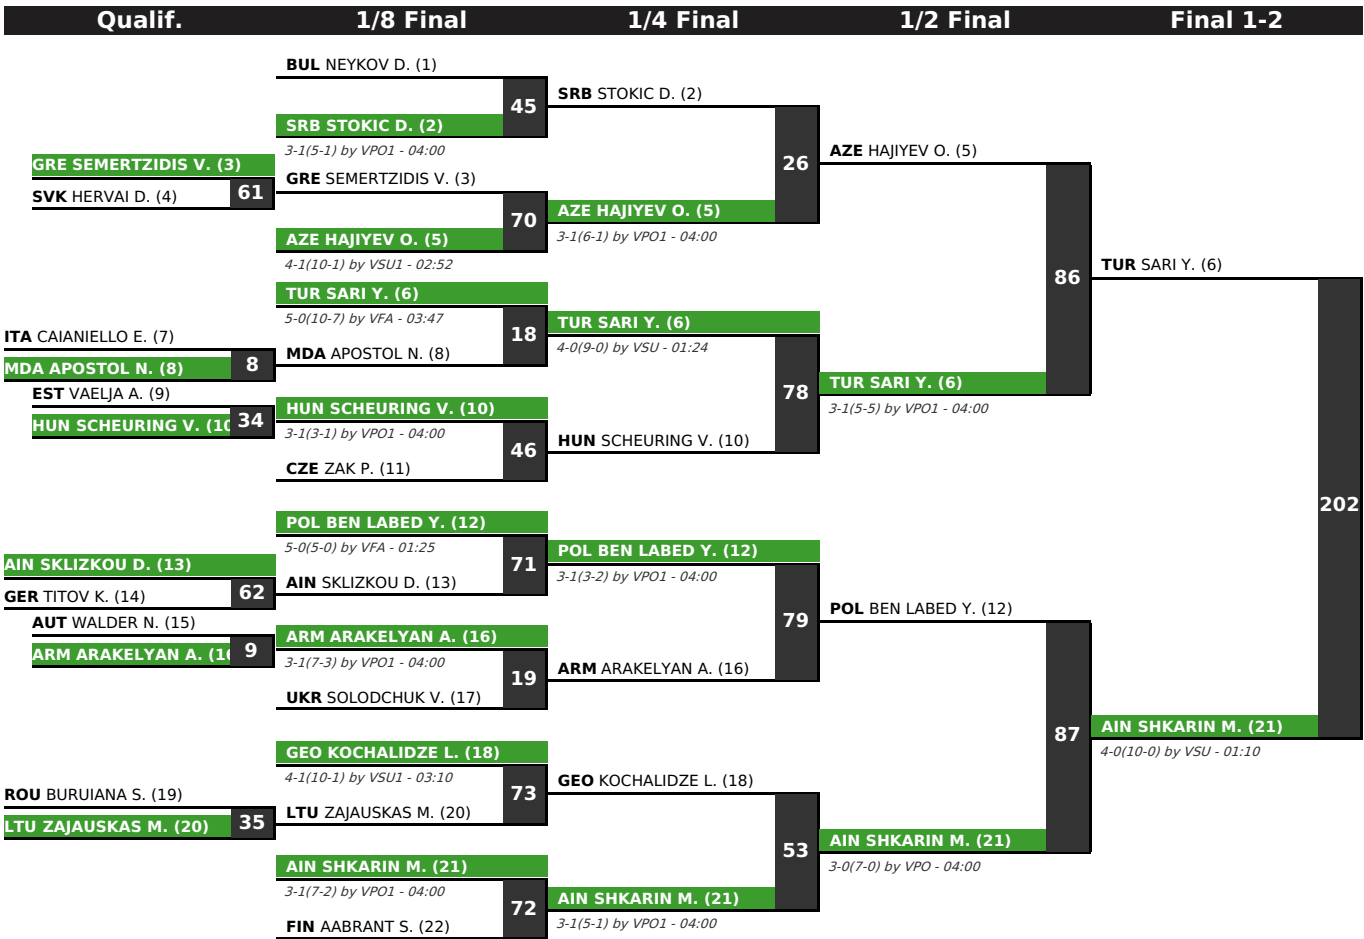 Qualif.
1/8 Final
1/4 Final
1/2 Final
Final 1-2
GRE SEMERTZIDIS V. (3)
SVK HERVAI D. (4)
61
ITA CAIANIELLO E. (7)
MDA APOSTOL N. (8)
8
EST VAELJA A. (9)
HUN SCHEURING V. (10
34
AIN SKLIZKOU D. (13)
GER TITOV K. (14)
62
AUT WALDER N. (15)
ARM ARAKELYAN A. (16
9
ROU BURUIANA S. (19)
LTU ZAJAUSKAS M. (20)
35
BUL NEYKOV D. (1)
45
SRB STOKIC D. (2)
3-1(5-1) by VPO1 - 04:00
GRE SEMERTZIDIS V. (3)
70
AZE HAJIYEV O. (5)
4-1(10-1) by VSU1 - 02:52
TUR SARI Y. (6)
5-0(10-7) by VFA - 03:47
18
MDA APOSTOL N. (8)
HUN SCHEURING V. (10)
3-1(3-1) by VPO1 - 04:00
46
CZE ZAK P. (11)
POL BEN LABED Y. (12)
5-0(5-0) by VFA - 01:25
71
AIN SKLIZKOU D. (13)
ARM ARAKELYAN A. (16)
3-1(7-3) by VPO1 - 04:00
19
UKR SOLODCHUK V. (17)
GEO KOCHALIDZE L. (18)
4-1(10-1) by VSU1 - 03:10
73
LTU ZAJAUSKAS M. (20)
AIN SHKARIN M. (21)
3-1(7-2) by VPO1 - 04:00
72
FIN AABRANT S. (22)
SRB STOKIC D. (2)
26
AZE HAJIYEV O. (5)
3-1(6-1) by VPO1 - 04:00
TUR SARI Y. (6)
4-0(9-0) by VSU - 01:24
78
HUN SCHEURING V. (10)
POL BEN LABED Y. (12)
3-1(3-2) by VPO1 - 04:00
79
ARM ARAKELYAN A. (16)
GEO KOCHALIDZE L. (18)
53
AIN SHKARIN M. (21)
3-1(5-1) by VPO1 - 04:00
AZE HAJIYEV O. (5)
86
TUR SARI Y. (6)
3-1(5-5) by VPO1 - 04:00
POL BEN LABED Y. (12)
87
AIN SHKARIN M. (21)
3-0(7-0) by VPO - 04:00
TUR SARI Y. (6)
202
AIN SHKARIN M. (21)
4-0(10-0) by VSU - 01:10